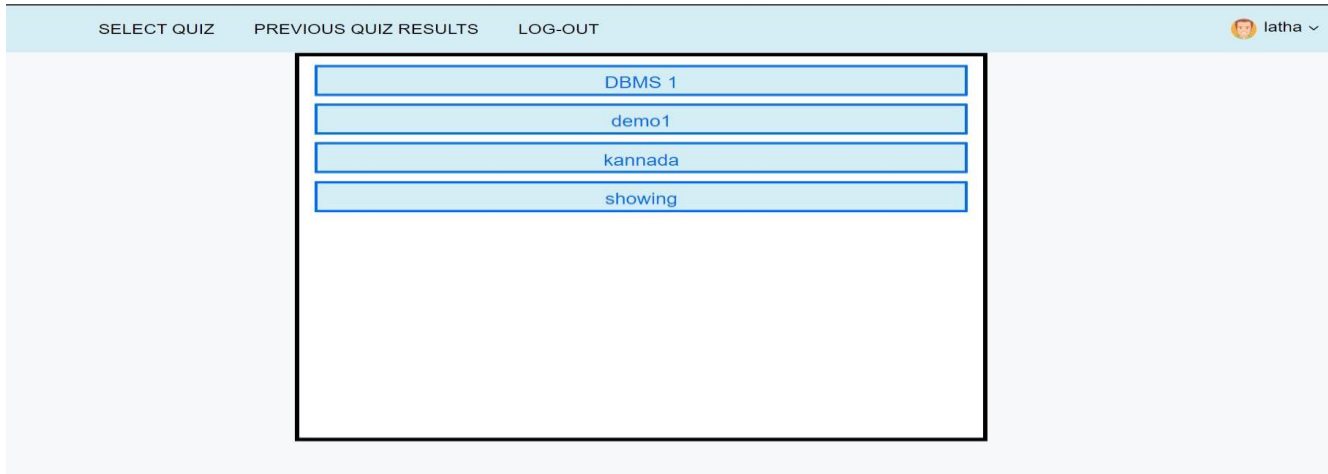 SELECT QUIZ PREVIOUS QUIZ RESULTS LOG-OUT latha
DBMS 1
demo1
kannada
showing